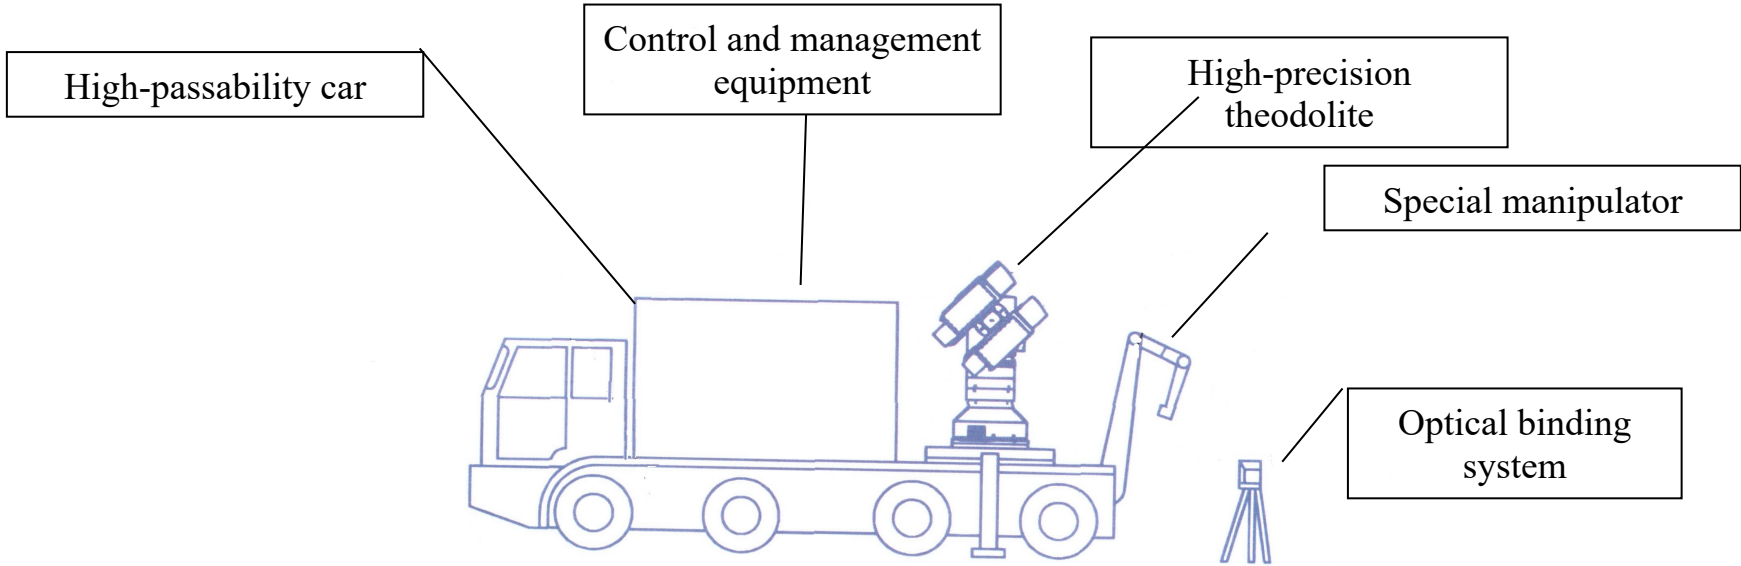 High-passability car
Control and management
equipment
High-precision
theodolite
Special manipulator
Optical binding
system